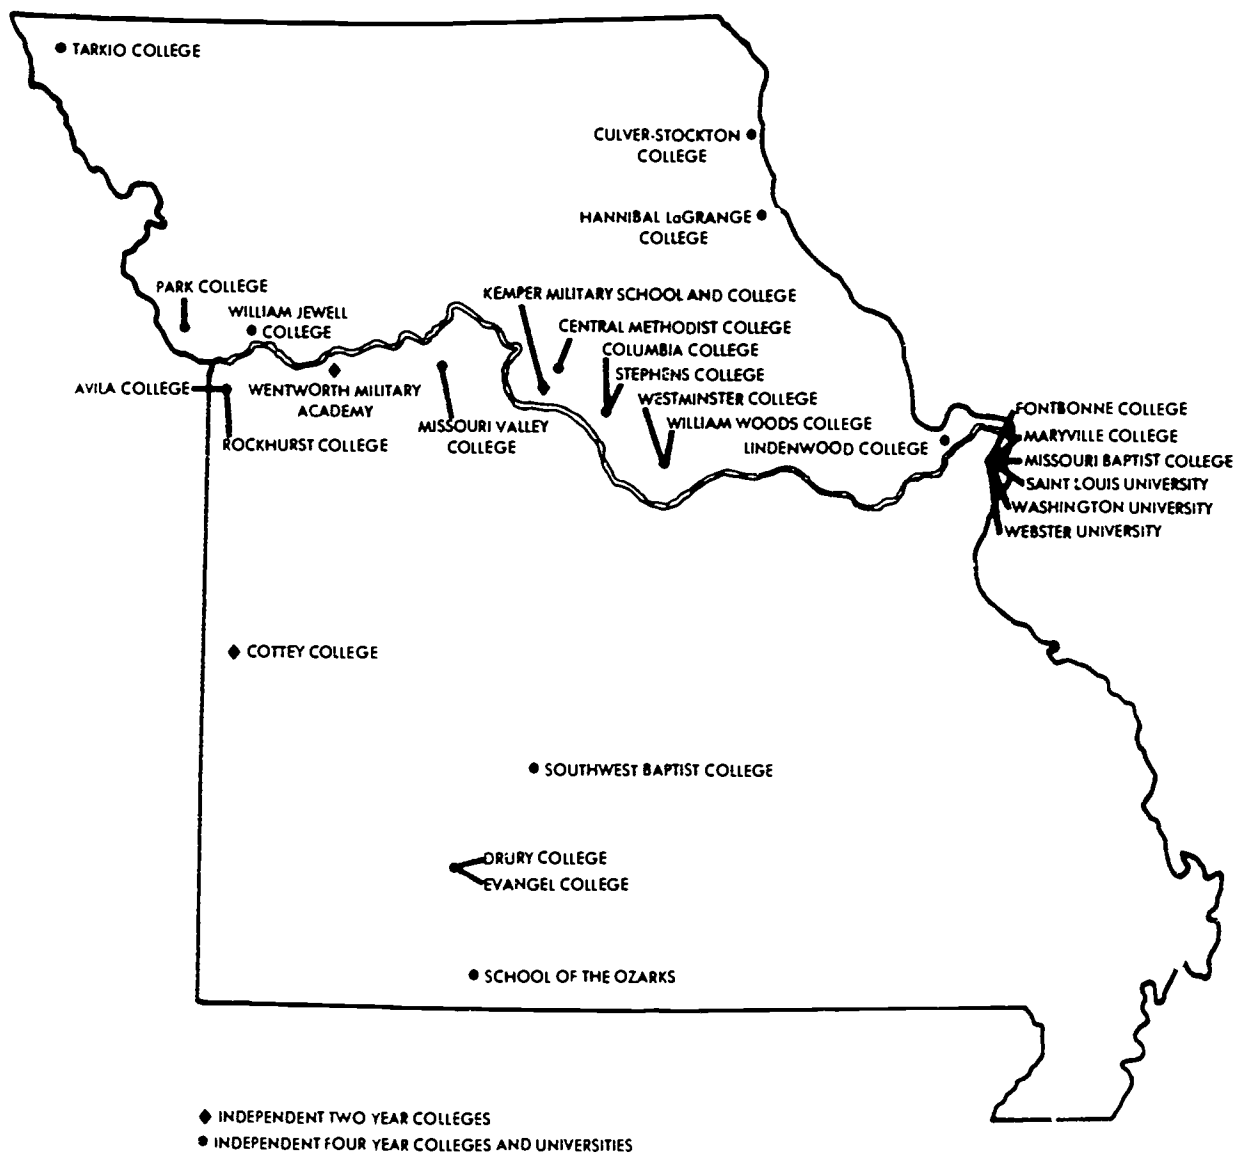 TARKIO COLLEGE
CULVER-STOCKTON
COLLEGE
HANNIBAL LaGRANGE
COLLEGE
PARK COLLEGE
WILLIAM JEWELL
COLLEGE
KEMPER MILITARY SCHOOL AND COLLEGE
CENTRAL METHODIST COLLEGE
COLUMBIA COLLEGE
STEPHENS COLLEGE
WESTMINSTER COLLEGE
WILLIAM WOODS COLLEGE
LINDENWOOD COLLEGE
AVILA COLLEGE
WENTWORTH MILITARY
ACADEMY
ROCKHURST COLLEGE
MISSOURI VALLEY
COLLEGE
FONTBONNE COLLEGE
MARYVILLE COLLEGE
MISSOURI BAPTIST COLLEGE
SAINT LOUIS UNIVERSITY
WASHINGTON UNIVERSITY
WEBSTER UNIVERSITY
COTTEY COLLEGE
SOUTHWEST BAPTIST COLLEGE
DRURY COLLEGE
EVANGEL COLLEGE
SCHOOL OF THE OZARKS
INDEPENDENT TWO YEAR COLLEGES
INDEPENDENT FOUR YEAR COLLEGES AND UNIVERSITIES